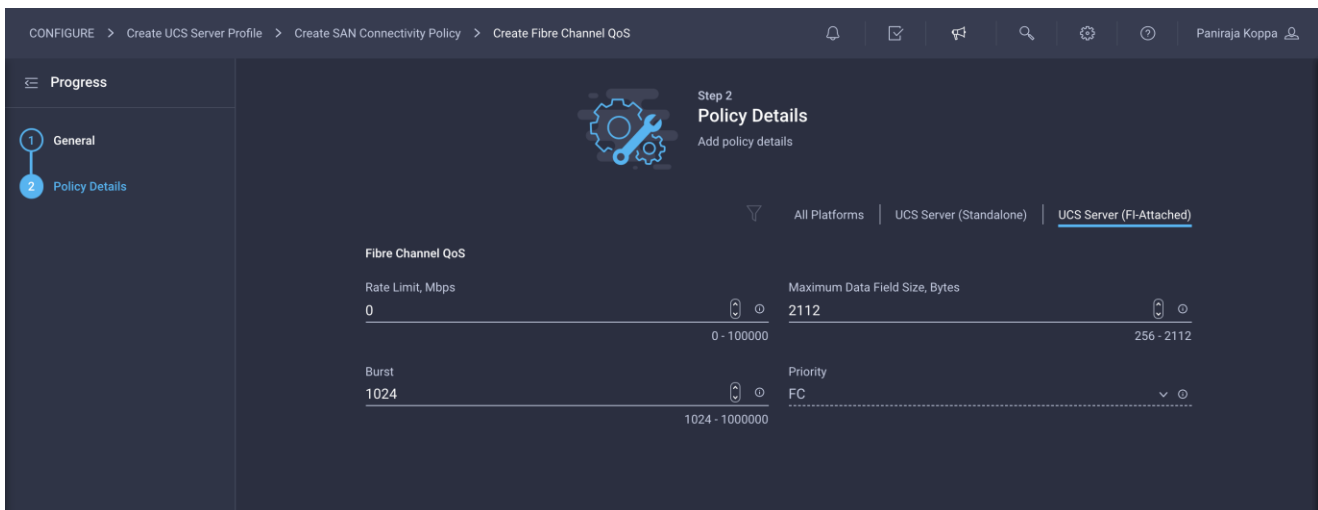 CONFIGURE > Create UCS Server Profile > Create SAN Connectivity Policy > Create Fibre Channel QoS
Paniraja Koppa
Progress
1 General
2 Policy Details
Step 2
Policy Details
Add policy details
All Platforms | UCS Server (Standalone) | UCS Server (FI-Attached)
Fibre Channel QoS
Rate Limit, Mbps
0
0 - 100000
Maximum Data Field Size, Bytes
2112
256 - 2112
Burst
1024
1024 - 1000000
Priority
FC